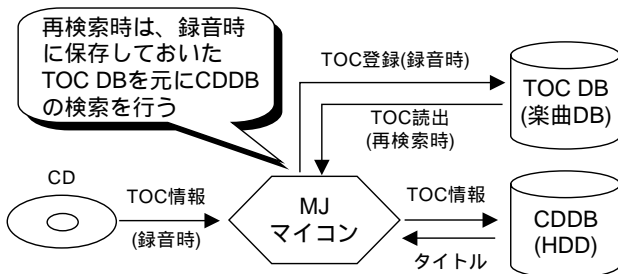 再検索時は、録音時
に保存しておいた
TOC DBを元にCDDB
の検索を行う
TOC登録(録音時)
TOC読出
(再検索時)
TOC DB
(楽曲DB)
CD
TOC情報
(録音時)
MJ
マイコン
TOC情報
タイトル
CDDB
(HDD)